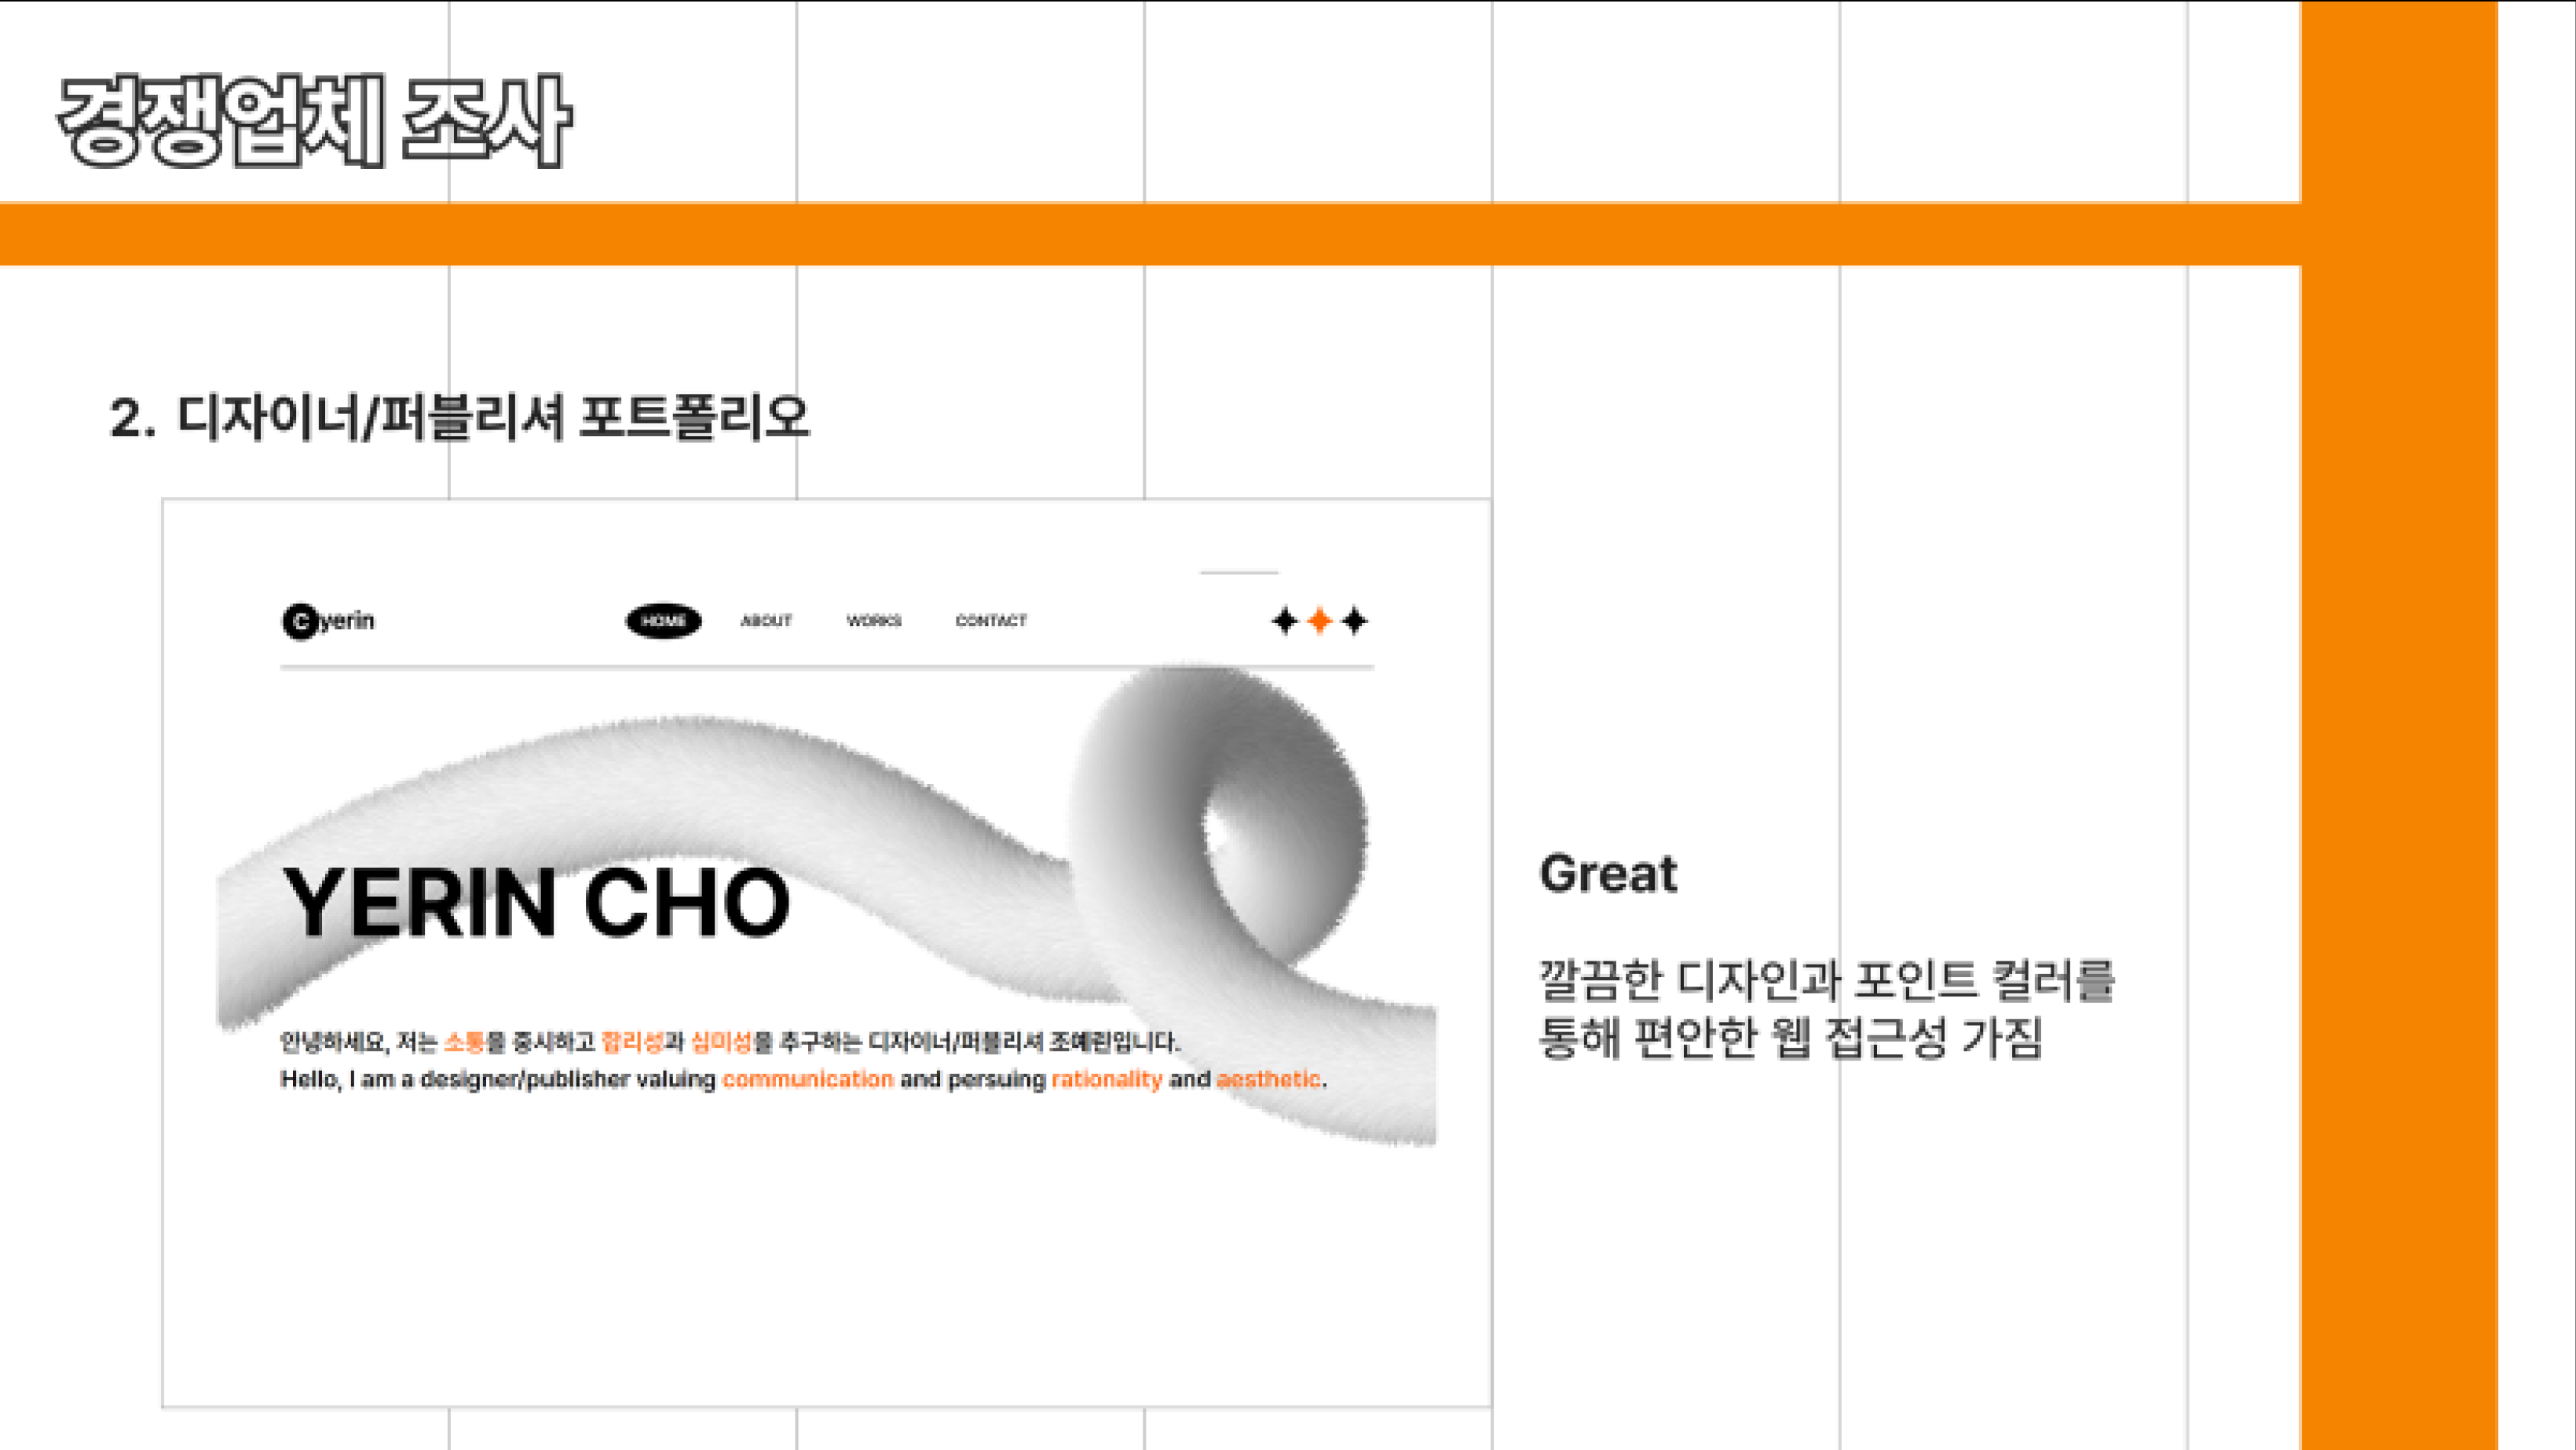 경쟁업체 조사
2. 디자이너/퍼블리셔 포트폴리오
C yerin
HOME ABOUT WORKS CONTACT
YERIN CHO
안녕하세요, 저는 소통을 중시하고 합리성과 심미성을 추구하는 디자이너/퍼블리셔 조예린입니다.
Hello, I am a designer/publisher valuing communication and persuing rationality and aesthetic.
Great
깔끔한 디자인과 포인트 컬러를
통해 편안한 웹 접근성 가짐